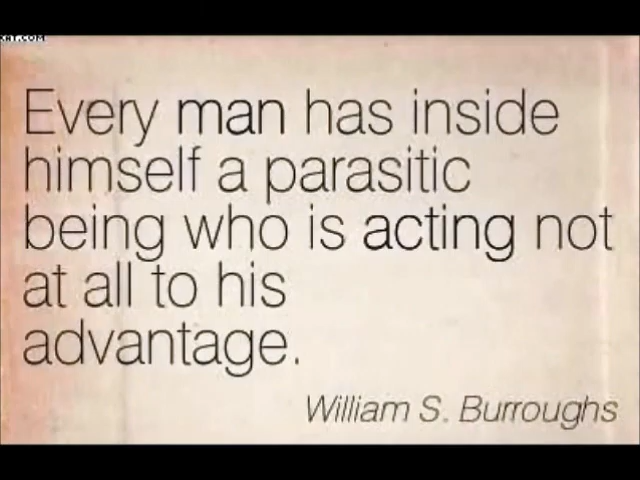 Every man has inside
himself a parasitic
being who is acting not
at all to his
advantage.
William S. Burroughs